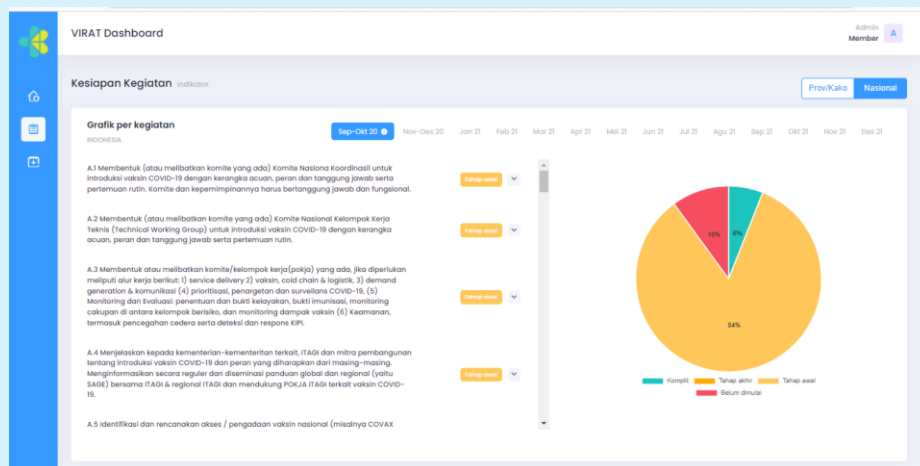 VIRAT Dashboard
Admin
Member
A
Kesiapan Kegiatan Indikator
Prov/Kako
Nasional
Grafik per kegiatan
INDONESIA
Sep-Okt 20
Nov-Des 20
Jan 21
Feb 21
Mar 21
Apr 21
Mei 21
Jun 21
Jul 21
Agu 21
Sep 21
Okt 21
Nov 21
Des 21
A.1 Membentuk (atau melibatkan komite yang ada) Komite Nasiona Koordinasil untuk
introduksi vaksin COVID-19 dengan kerangka acuan, peran dan tanggung jawab serta
pertemuan rutin. Komite dan kepemimpinannya harus bertanggung jawab dan fungsional.
Tahap awal
A.2 Membentuk (atau melibatkan komite yang ada) Komite Nasional Kelompok Kerja
Teknis (Technical Working Group) untuk introduksi vaksin COVID-19 dengan kerangka
acuan, peran dan tanggung jawab serta pertemuan rutin.
Tahap awal
A.3 Membentuk atau melibatkan komite/kelompok kerja(pokja) yang ada, jika diperlukan
meliputi alur kerja berikut: 1) service delivery 2) vaksin, cold chain & logistik, 3) demand
generation & komunikasi (4) prioritisasi, penargetan dan surveilans COVID-19, (5)
Monitoring dan Evaluasi: penentuan dan bukti kelayakan, bukti imunisasi, monitoring
cakupan di antara kelompok berisiko, dan monitoring dampak vaksin (6) Keamanan,
termasuk pencegahan cedera serta deteksi dan respons KIPI.
Tahap awal
A.4 Menjelaskan kepada kementerian-kementeritan terkait, ITAGI dan mitra pembangunan
tentang introduksi vaksin COVID-19 dan peran yang diharapkan dari masing-masing.
Menginformasikan secara reguler dan diseminasi panduan global dan regional (yaitu
SAGE) bersama ITAGI & regional ITAGI dan mendukung POKJA ITAGI terkait vaksin COVID-
19.
Tahap awal
A.5 Identifikasi dan rencanakan akses / pengadaan vaksin nasional (misalnya COVAX
10%
6%
84%
Komplit
Tahap akhir
Tahap awal
Belum dimulai